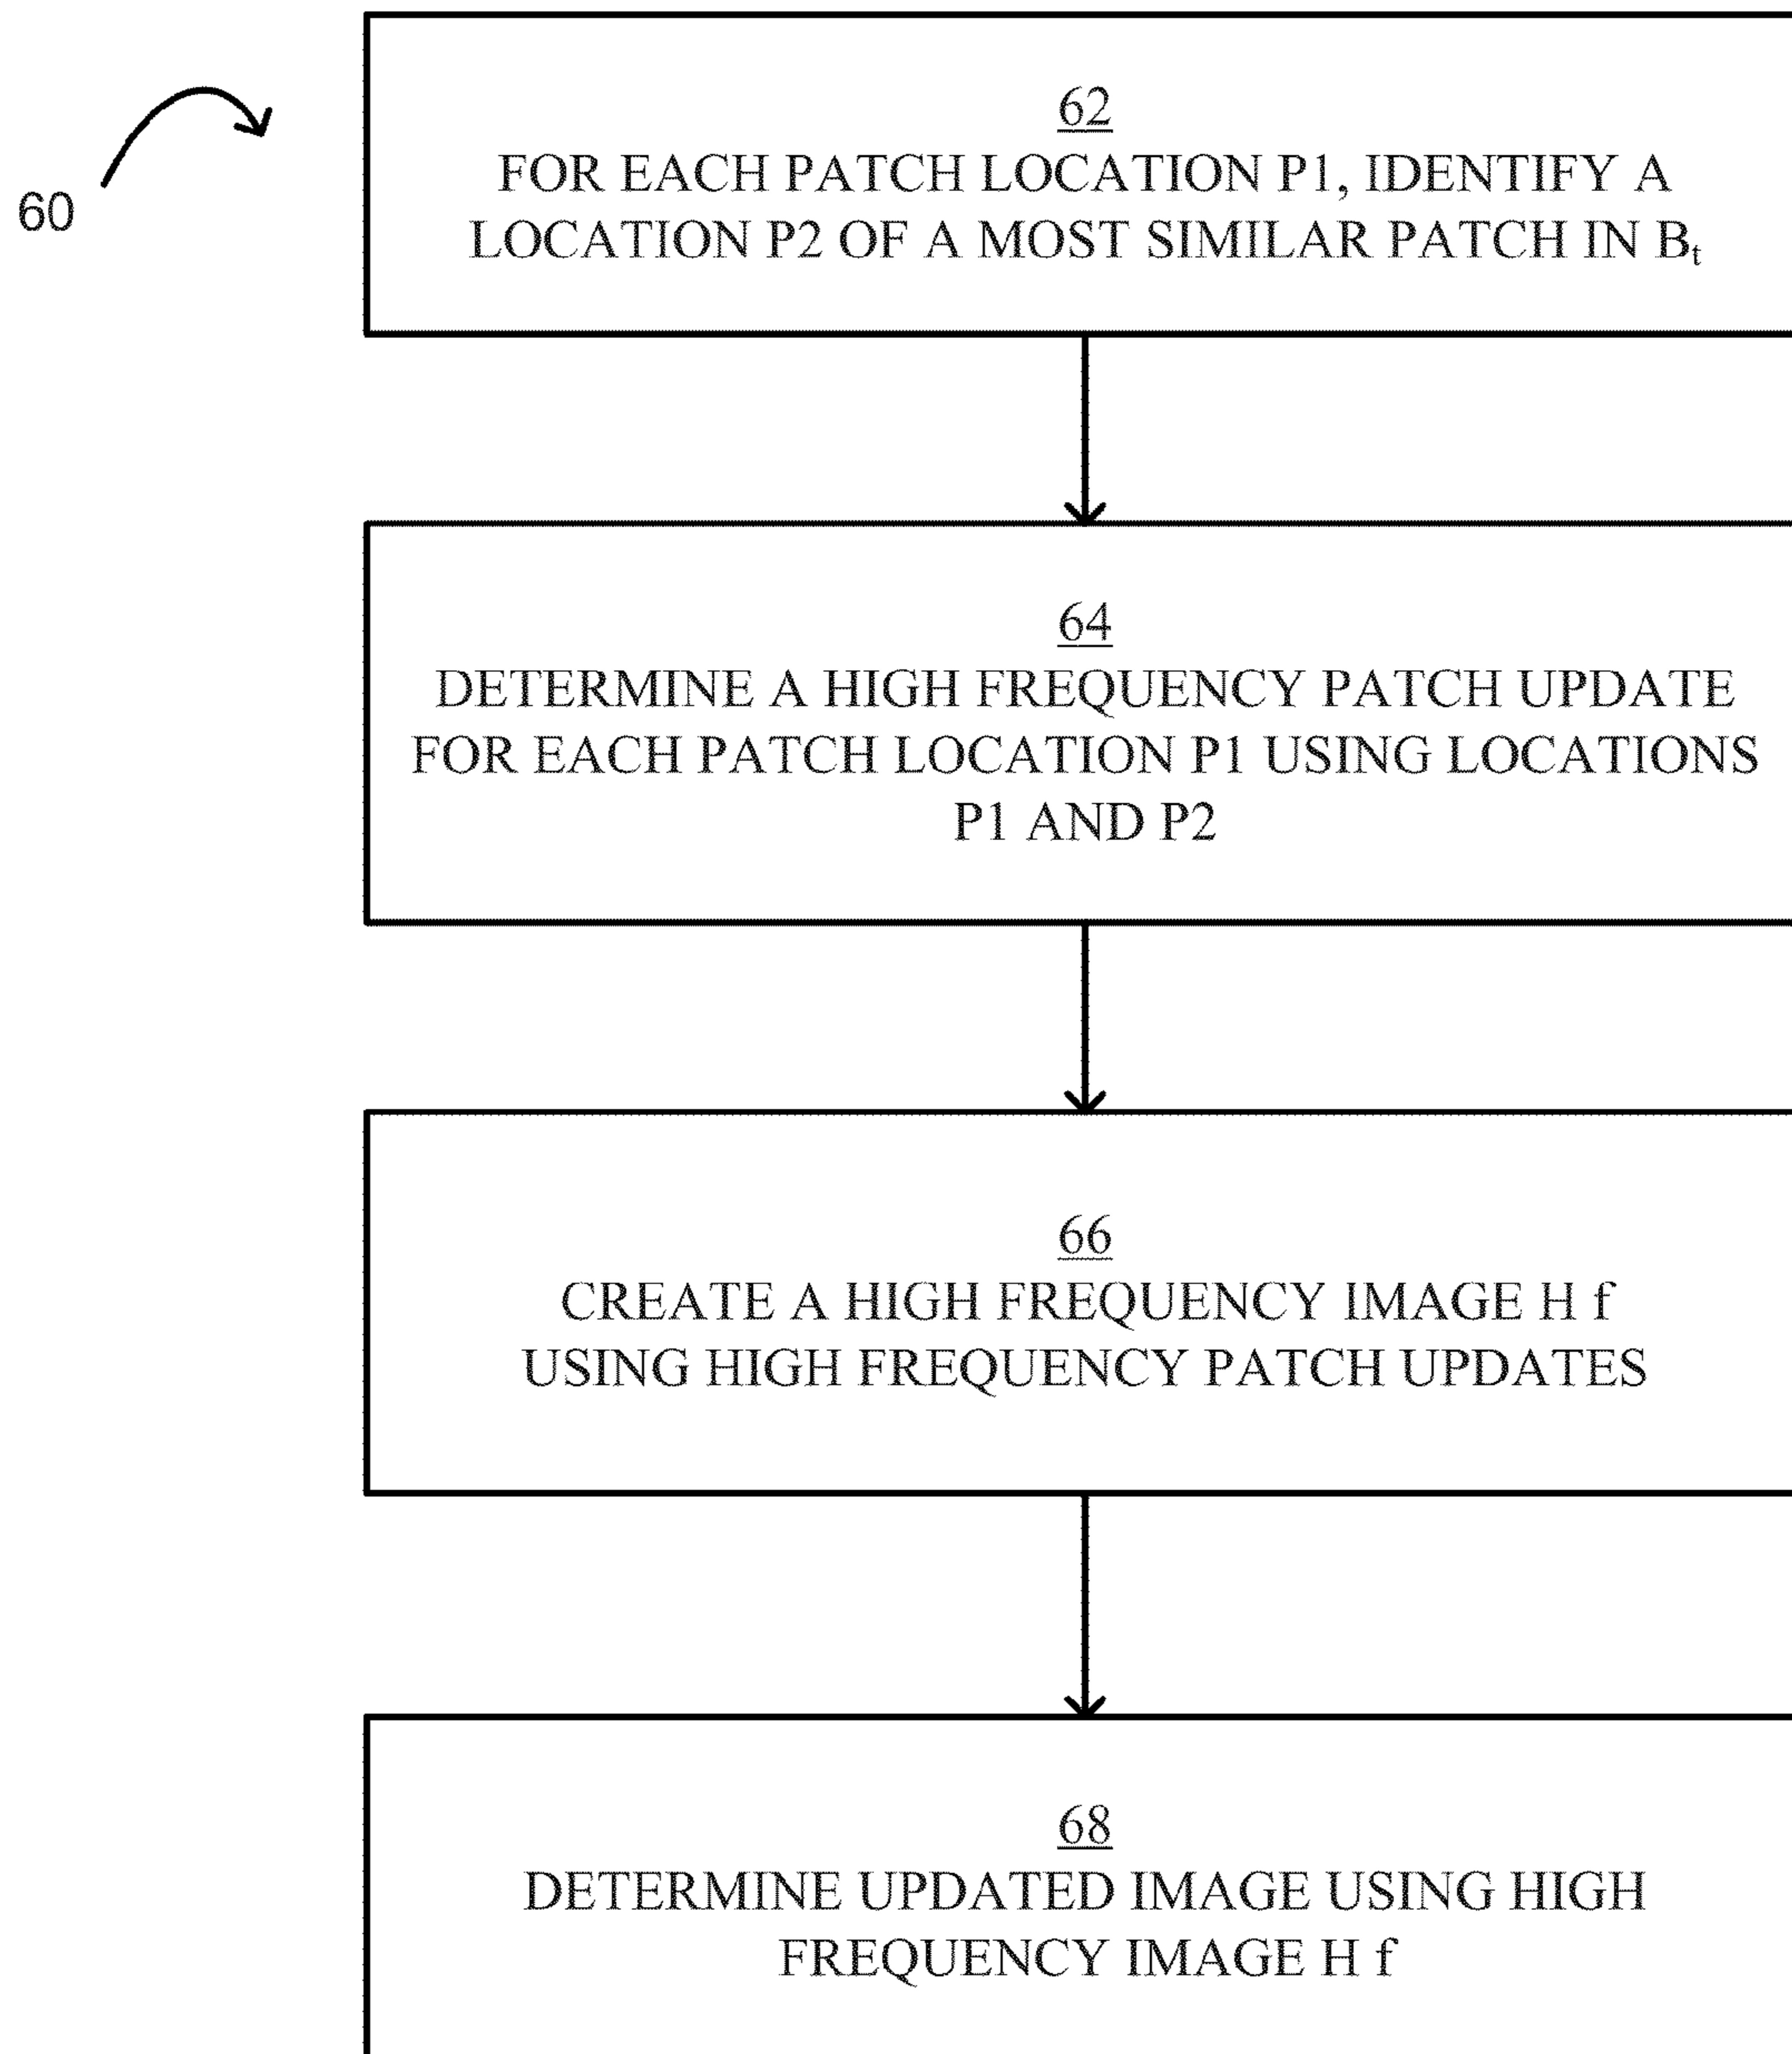 60
62
FOR EACH PATCH LOCATION P1, IDENTIFY A
LOCATION P2 OF A MOST SIMILAR PATCH IN Bt
64
DETERMINE A HIGH FREQUENCY PATCH UPDATE
FOR EACH PATCH LOCATION P1 USING LOCATIONS
P1 AND P2
66
CREATE A HIGH FREQUENCY IMAGE H f
USING HIGH FREQUENCY PATCH UPDATES
68
DETERMINE UPDATED IMAGE USING HIGH
FREQUENCY IMAGE H f